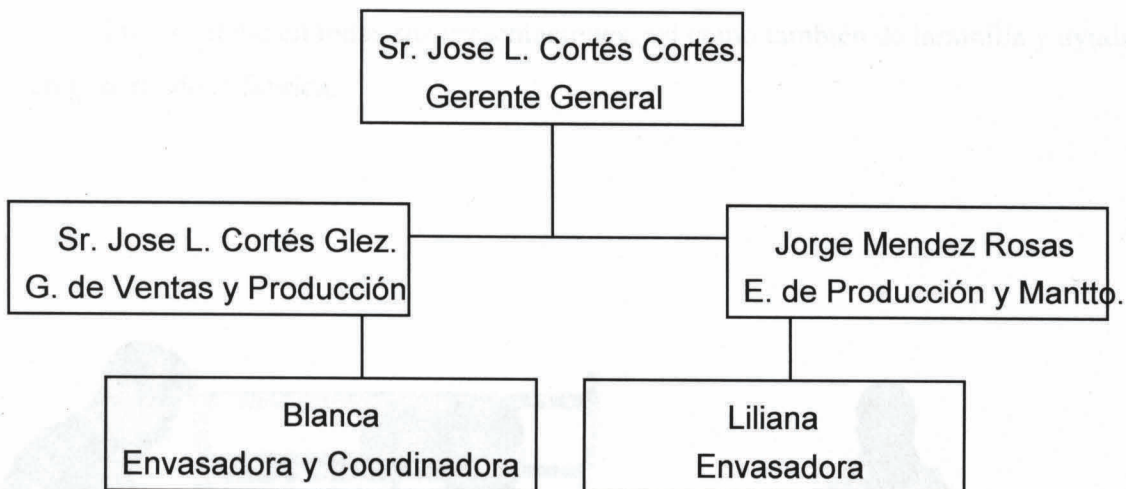 Sr. Jose L. Cortés Cortés.
Gerente General
Sr. Jose L. Cortés Glez.
G. de Ventas y Producción
Jorge Mendez Rosas
E. de Producción y Mantto.
Blanca
Envasadora y Coordinadora
Liliana
Envasadora